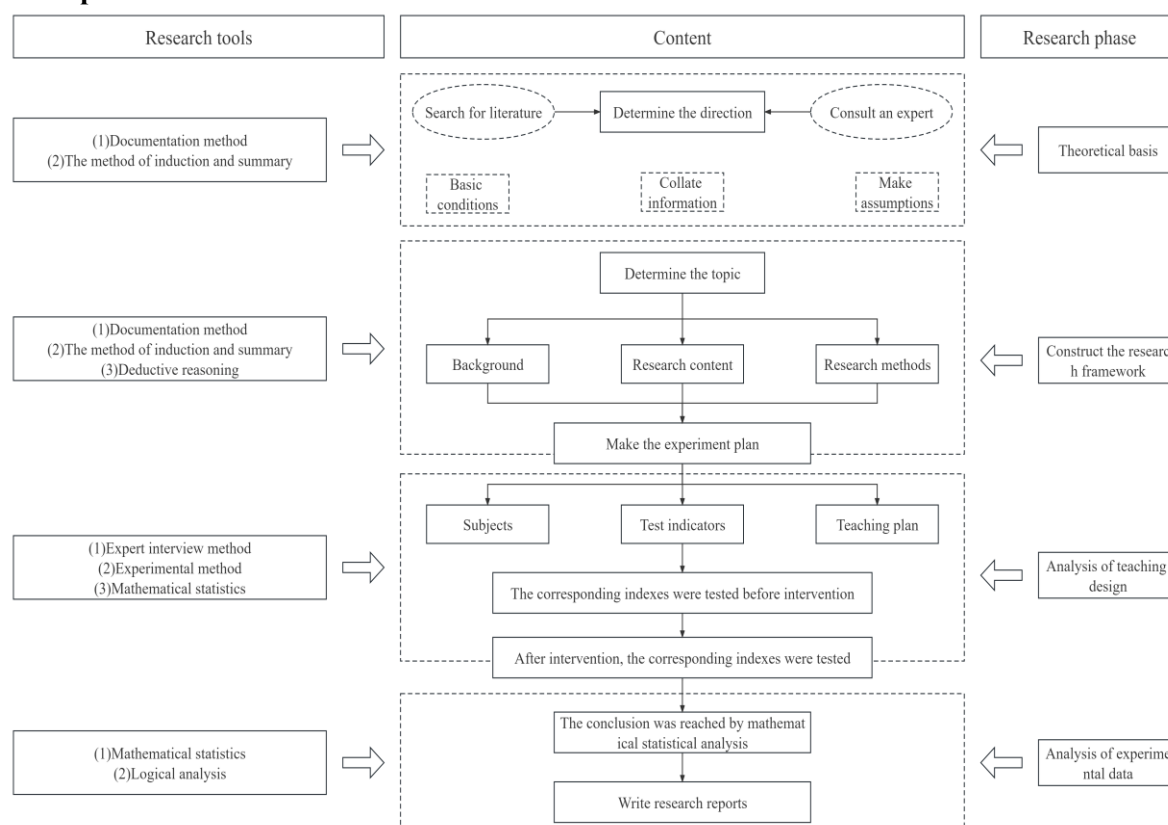 Research tools
Content
Research phase
Search for literature
Determine the direction
Consult an expert
(1)Documentation method
(2)The method of induction and summary
Theoretical basis
Basic
conditions
Collate
information
Make
assumptions
Determine the topic
(1)Documentation method
(2)The method of induction and summary
(3)Deductive reasoning
Background
Research content
Research methods
Construct the researc
h framework
Make the experiment plan
Subjects
Test indicators
Teaching plan
(1)Expert interview method
(2)Experimental method
(3)Mathematical statistics
The corresponding indexes were tested before intervention
Analysis of teaching
design
After intervention, the corresponding indexes were tested
The conclusion was reached by mathemat
ical statistical analysis
(1)Mathematical statistics
(2)Logical analysis
Analysis of experime
ntal data
Write research reports